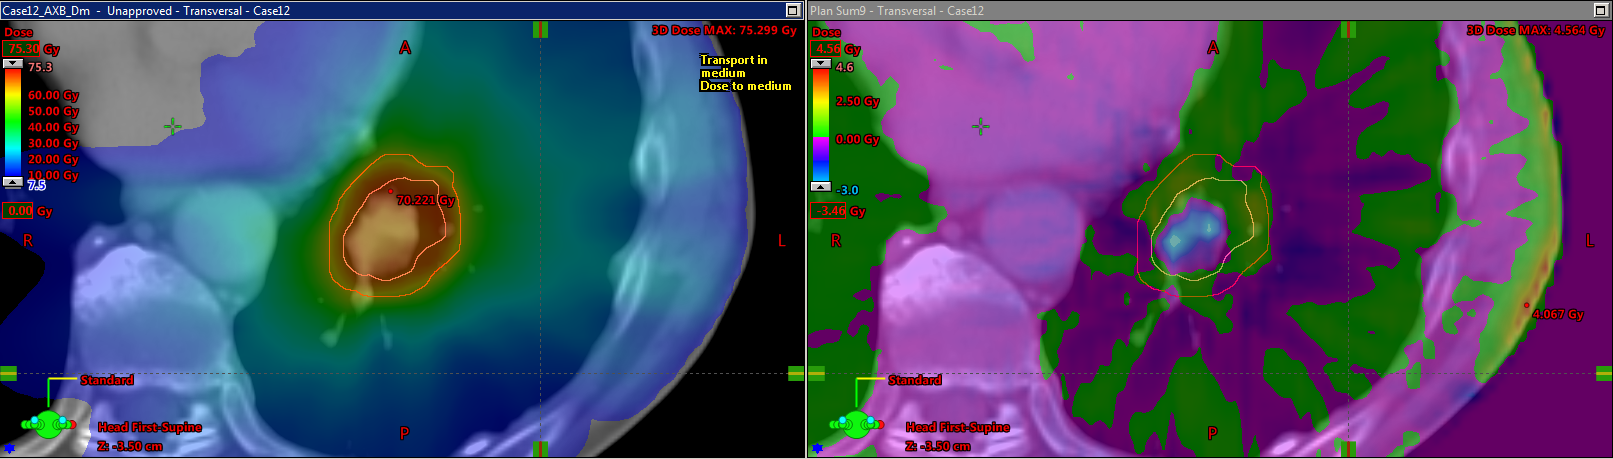 Case12_AXB_Dm - Unapproved - Transversal - Case12
Dose
75.30 Gy
75.3
60.00 Gy
50.00 Gy
40.00 Gy
30.00 Gy
20.00 Gy
10.00 Gy
7.5
0.00 Gy
3D Dose MAX: 75.299 Gy
Transport in
medium
Dose to medium
A
70.221 Gy
R
L
Standard
Head First-Supine
Z: -3.50 cm
P
Plan Sum9 - Transversal - Case12
Dose
4.56 Gy
4.6
2.50 Gy
0.00 Gy
-3.0
-3.46 Gy
3D Dose MAX: 4.564 Gy
A
R
L
4.067 Gy
Standard
Head First-Supine
Z: -3.50 cm
P